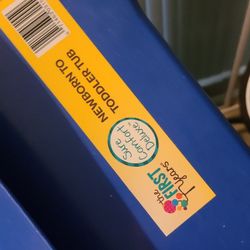 NEWBORN TO
TODDLER TUB
Sure
Comfort
Deluxe
the
FIRST
years